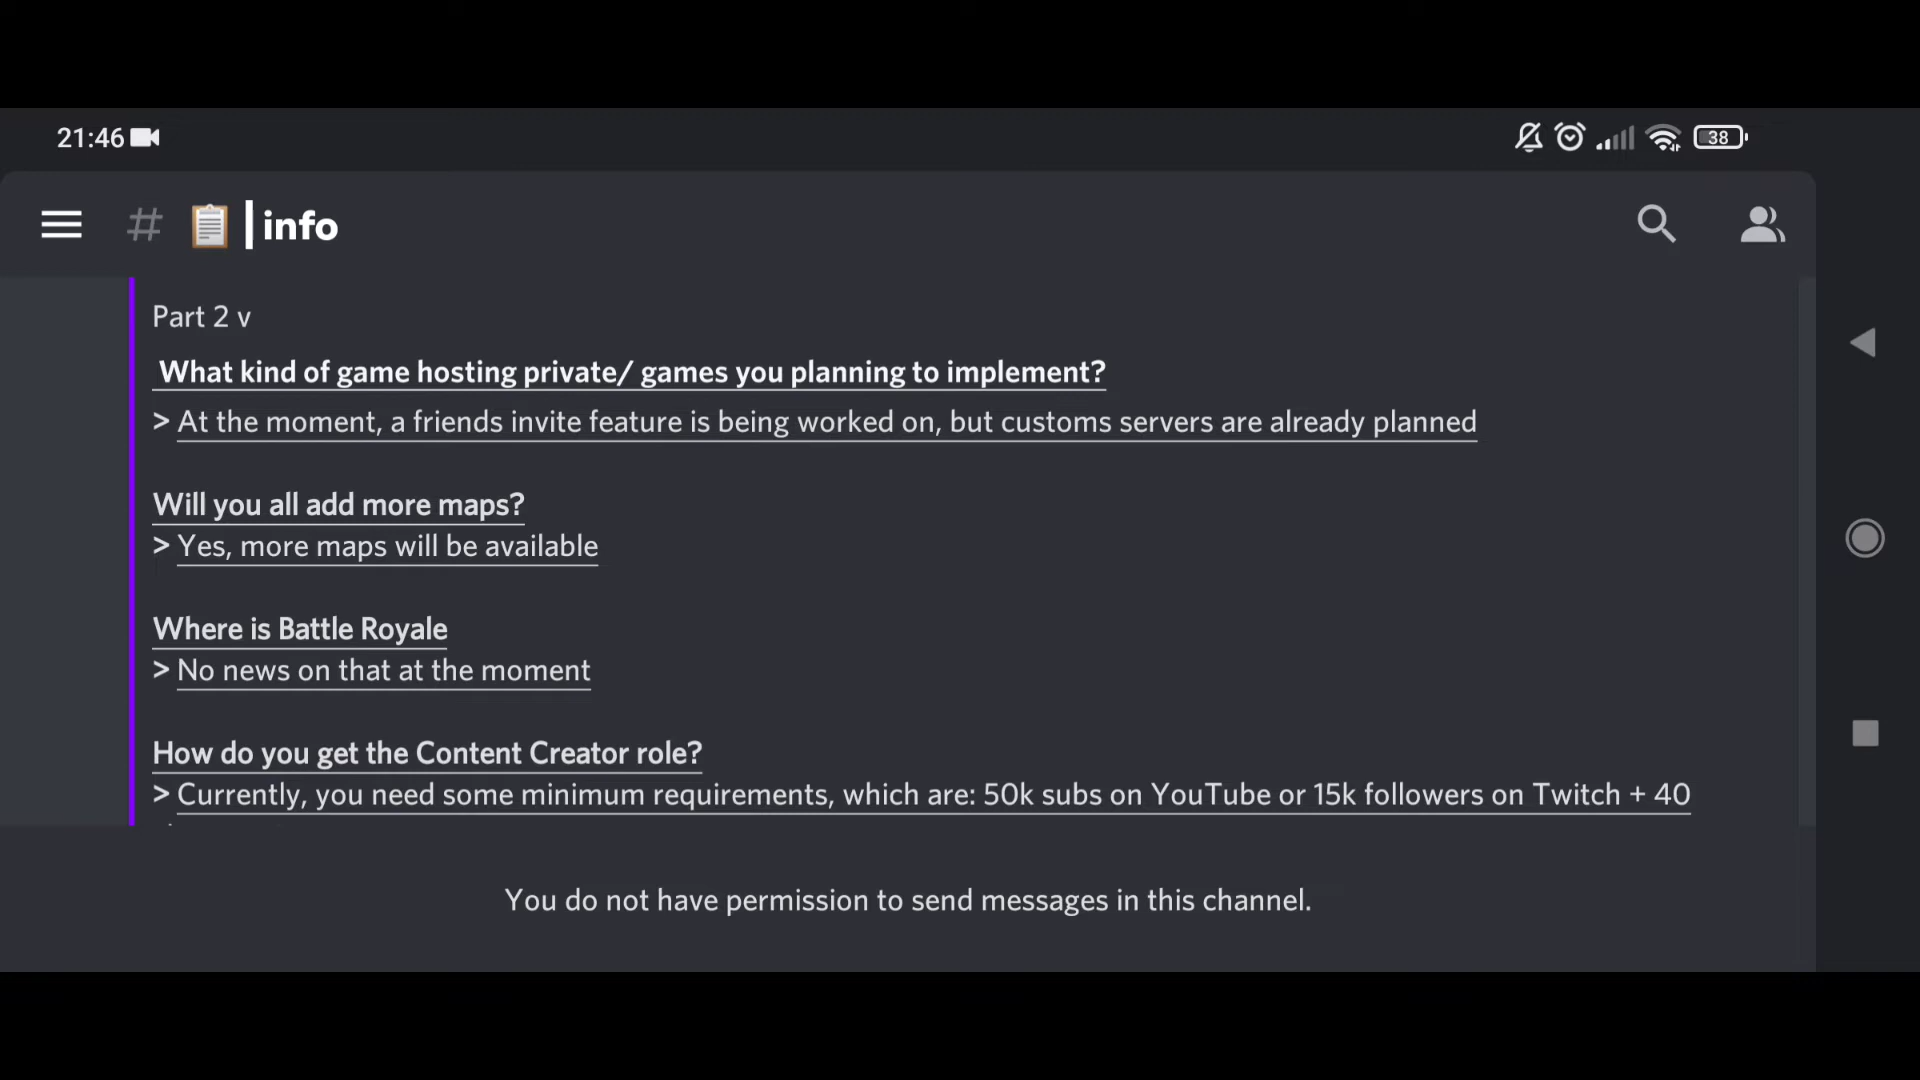 21:46
38
# | info
Part 2 v
What kind of game hosting private/ games you planning to implement?
> At the moment, a friends invite feature is being worked on, but customs servers are already planned
Will you all add more maps?
> Yes, more maps will be available
Where is Battle Royale
> No news on that at the moment
How do you get the Content Creator role?
> Currently, you need some minimum requirements, which are: 50k subs on YouTube or 15k followers on Twitch + 40
You do not have permission to send messages in this channel.